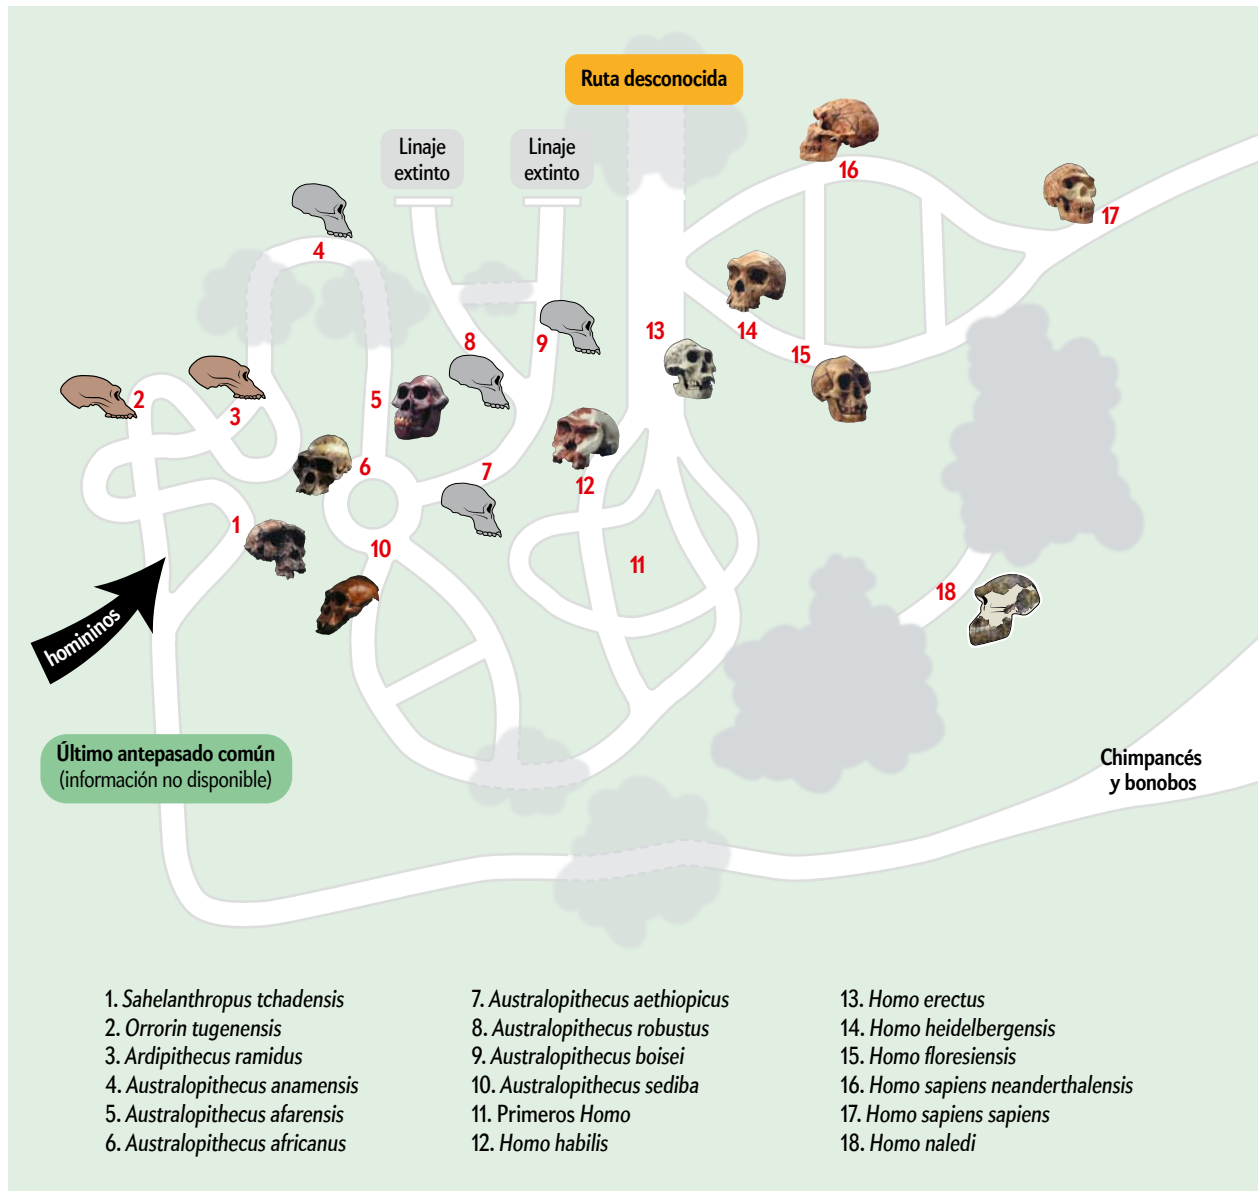 Ruta desconocida
Linaje
extinto
Linaje
extinto
16
17
4
13
14
15
8
9
2
3
5
6
7
12
1
10
11
18
homininos
Último antepasado común
(información no disponible)
Chimpancés
y bonobos
1. Sahelanthropus tchadensis
2. Orrorin tugenensis
3. Ardipithecus ramidus
4. Australopithecus anamensis
5. Australopithecus afarensis
6. Australopithecus africanus
7. Australopithecus aethiopicus
8. Australopithecus robustus
9. Australopithecus boisei
10. Australopithecus sediba
11. Primeros Homo
12. Homo habilis
13. Homo erectus
14. Homo heidelbergensis
15. Homo floresiensis
16. Homo sapiens neanderthalensis
17. Homo sapiens sapiens
18. Homo naledi